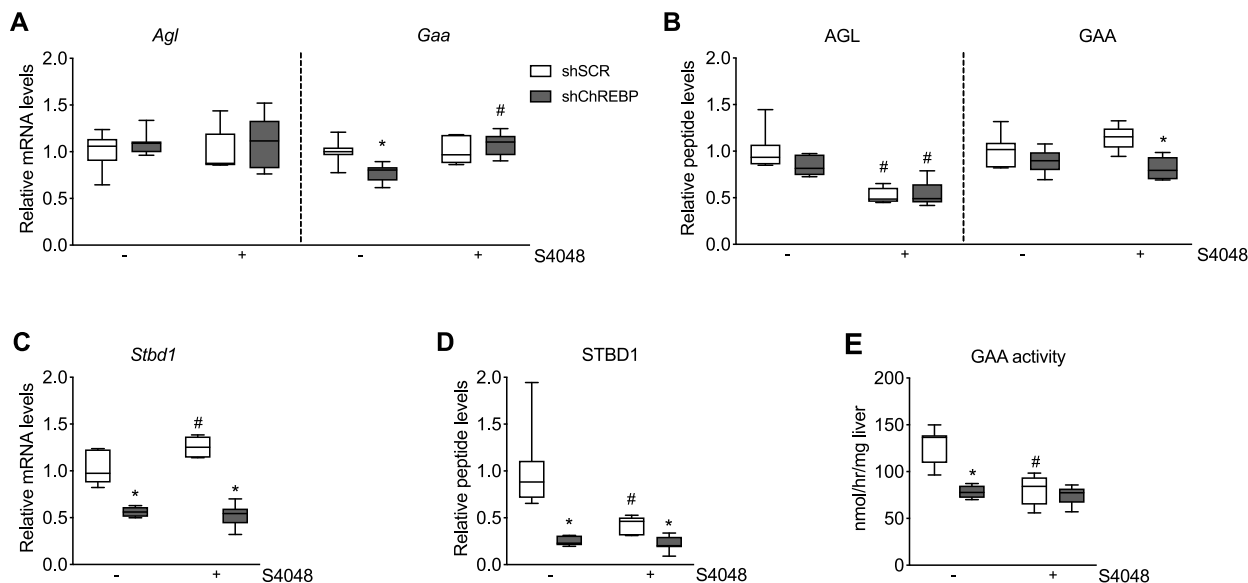 A
Agl
Gaa
Relative mRNA levels
2.0
1.5
1.0
0.5
0.0
*
#
- + - + S4048
shSCR
shChREBP
B
AGL
GAA
Relative peptide levels
2.0
1.5
1.0
0.5
0.0
# # *
- + - + S4048
C
Stbd1
Relative mRNA levels
2.0
1.5
1.0
0.5
0.0
* # *
- + S4048
D
STBD1
Relative peptide levels
2.0
1.5
1.0
0.5
0.0
* # *
- + S4048
E
GAA activity
nmol/hr/mg liver
200
150
100
50
0
* #
- + S4048